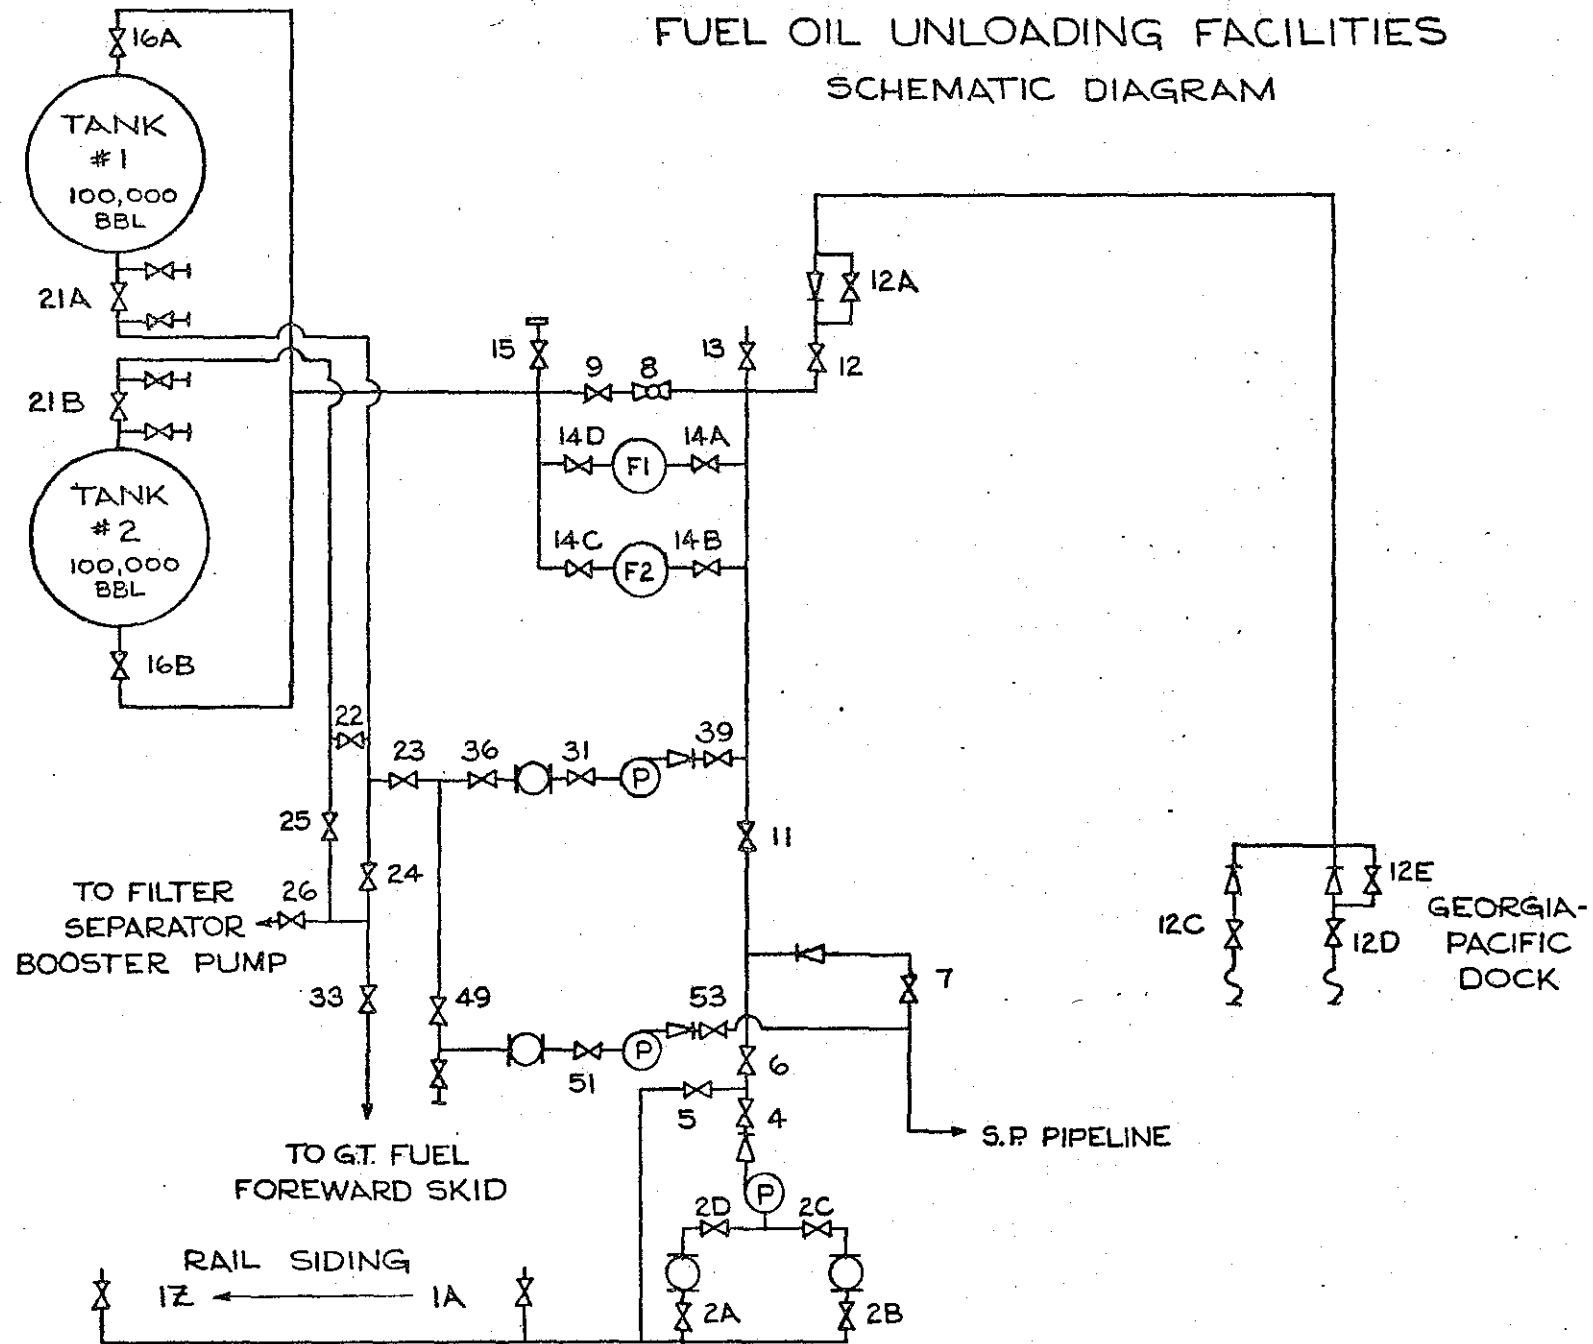 FUEL OIL UNLOADING FACILITIES
SCHEMATIC DIAGRAM
16A
TANK
#1
100,000
BBL
21A
12A
15
9
8
13
12
21B
14D
F1
14A
TANK
#2
100,000
BBL
14C
F2
14B
16B
22
23
36
31
P
39
25
11
24
TO FILTER
SEPARATOR
BOOSTER PUMP
26
12E
GEORGIA-
PACIFIC
DOCK
12C
12D
33
49
53
7
P
51
6
5
4
S.P. PIPELINE
TO G.T. FUEL
FOREWARD SKID
P
2D
2C
RAIL SIDING
1Z
1A
2A
2B